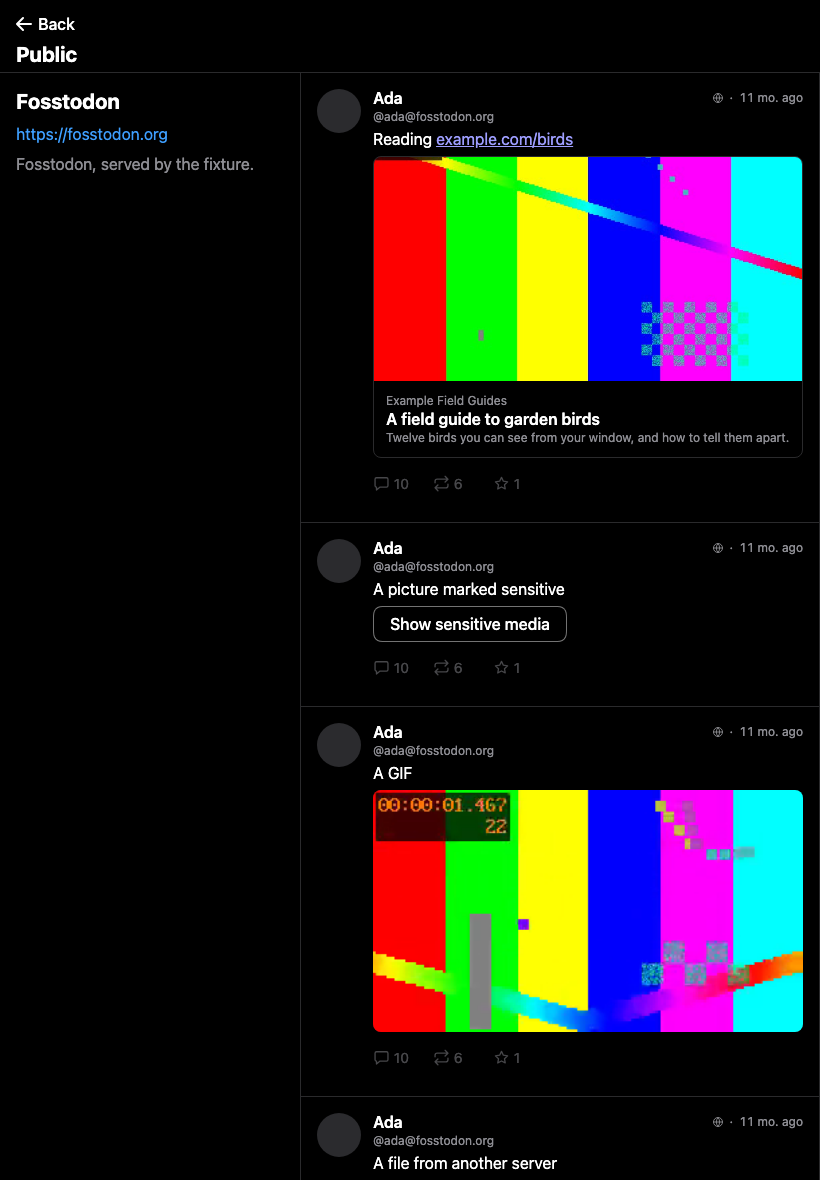 Back
Public
Fosstodon
https://fosstodon.org
Fosstodon, served by the fixture.
Ada
· 11 mo. ago
@ada@fosstodon.org
Reading example.com/birds
Example Field Guides
A field guide to garden birds
Twelve birds you can see from your window, and how to tell them apart.
10 6 1
Ada
· 11 mo. ago
@ada@fosstodon.org
A picture marked sensitive
Show sensitive media
10 6 1
Ada
· 11 mo. ago
@ada@fosstodon.org
A GIF
00:00:01.467
22
10 6 1
Ada
· 11 mo. ago
@ada@fosstodon.org
A file from another server